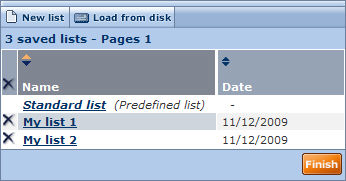 New list Load from disk
3 saved lists - Pages 1
Name Date
Standard list (Predefined list) -
My list 1 11/12/2009
My list 2 11/12/2009
Finish